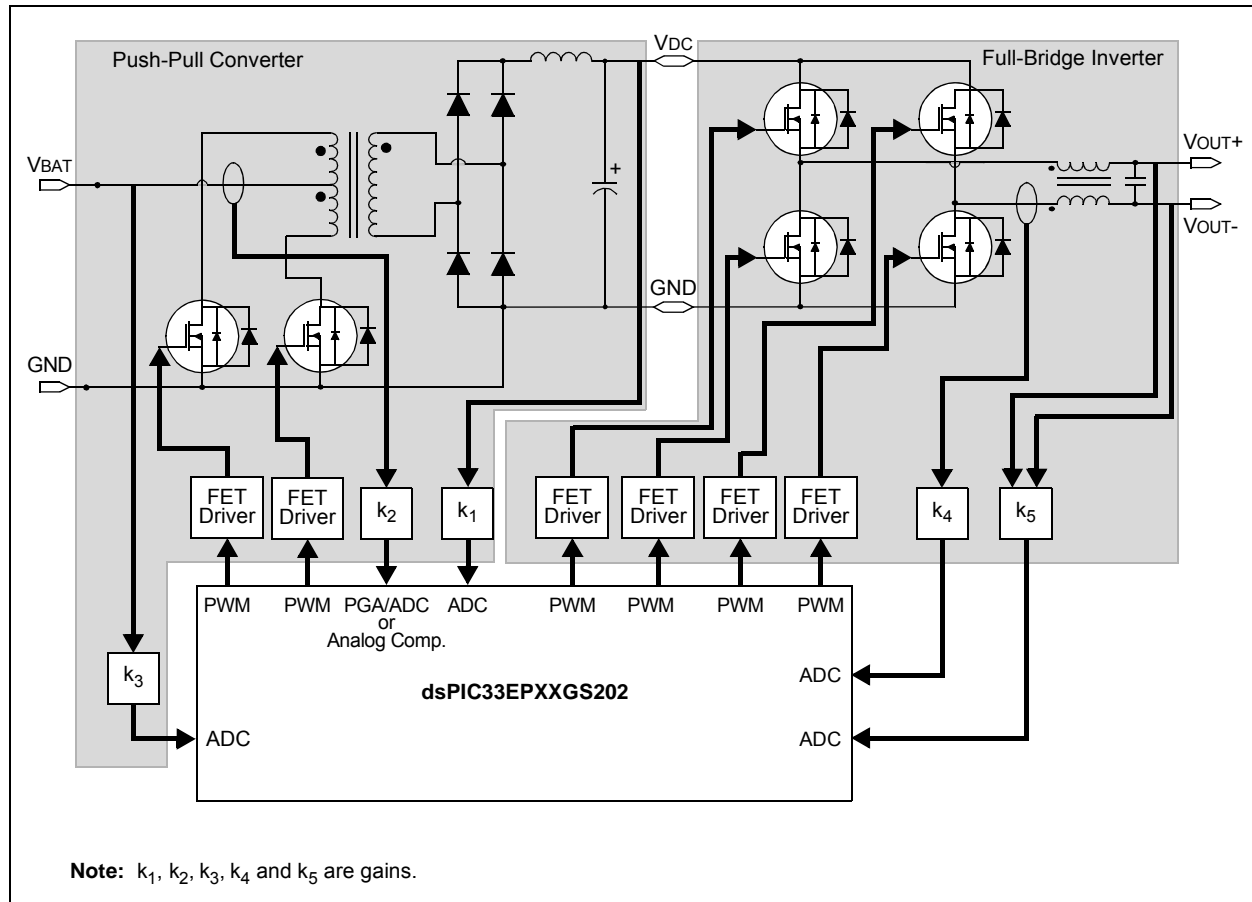 Push-Pull Converter
VDC
Full-Bridge Inverter
VBAT
+
VOUT+
VOUT-
GND
GND
FET
Driver
FET
Driver
k2
k1
FET
Driver
FET
Driver
FET
Driver
FET
Driver
k4
k5
PWM
PWM
PGA/ADC
or
Analog Comp.
ADC
PWM
PWM
PWM
PWM
k3
dsPIC33EPXXGS202
ADC
ADC
ADC
Note: k1, k2, k3, k4 and k5 are gains.